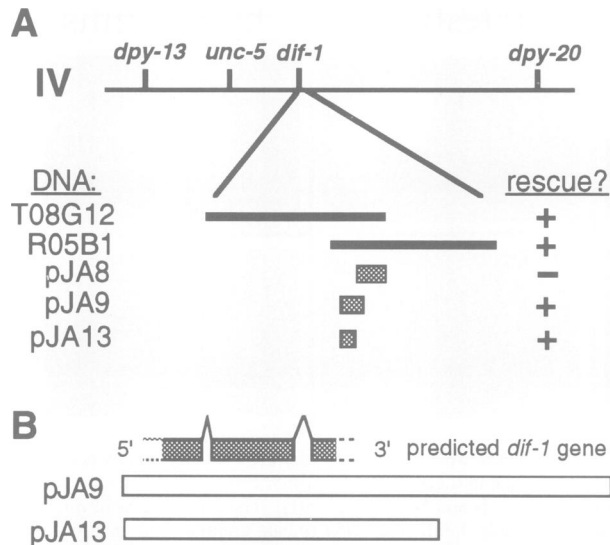 A
dpy-13 unc-5 dif-1 dpy-20
IV
DNA: rescue?
T08G12 +
R05B1 +
pJA8 −
pJA9 +
pJA13 +
B
5' 3' predicted dif-1 gene
pJA9
pJA13